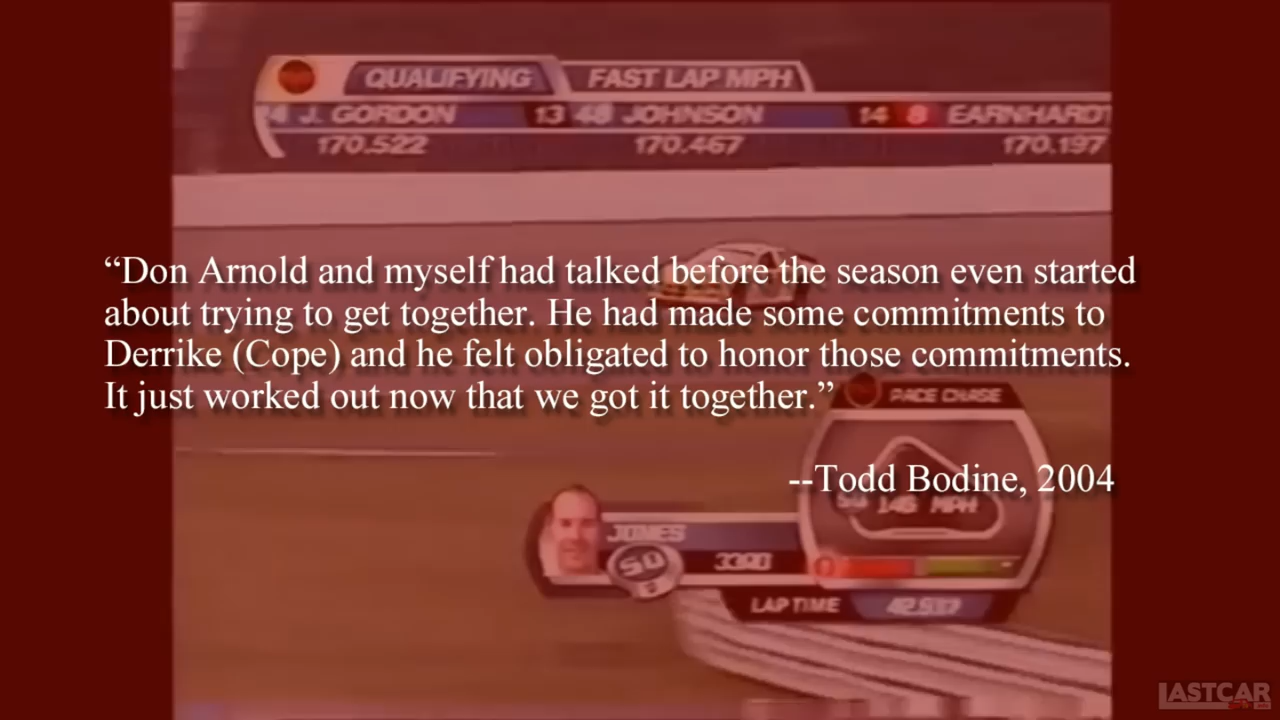 QUALIFYING FAST LAP MPH
J. GORDON 13 48 JOHNSON 14 8 EARNHARDT
170.522 170.467 170.197
“Don Arnold and myself had talked before the season even started
about trying to get together. He had made some commitments to
Derrike (Cope) and he felt obligated to honor those commitments.
It just worked out now that we got it together.”
PACE CHASE
--Todd Bodine, 2004
146 MPH
JONES
50
LAP TIME
LASTCAR